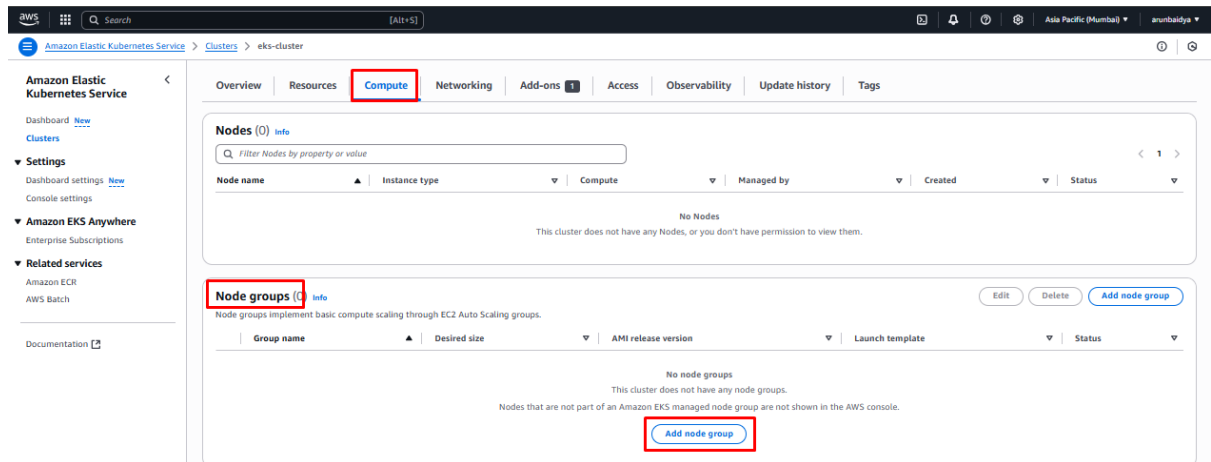 aws
Search
[Alt+S]
Asia Pacific (Mumbai)
arunbaidya
Amazon Elastic Kubernetes Service > Clusters > eks-cluster
Amazon Elastic
Kubernetes Service
Dashboard New
Clusters
Settings
Dashboard settings New
Console settings
Amazon EKS Anywhere
Enterprise Subscriptions
Related services
Amazon ECR
AWS Batch
Documentation
Overview Resources Compute Networking Add-ons 1 Access Observability Update history Tags
Nodes (0) Info
Filter Nodes by property or value
1
Node name Instance type Compute Managed by Created Status
No Nodes
This cluster does not have any Nodes, or you don't have permission to view them.
Node groups (0) Info
Edit Delete Add node group
Node groups implement basic compute scaling through EC2 Auto Scaling groups.
Group name Desired size AMI release version Launch template Status
No node groups
This cluster does not have any node groups.
Nodes that are not part of an Amazon EKS managed node group are not shown in the AWS console.
Add node group